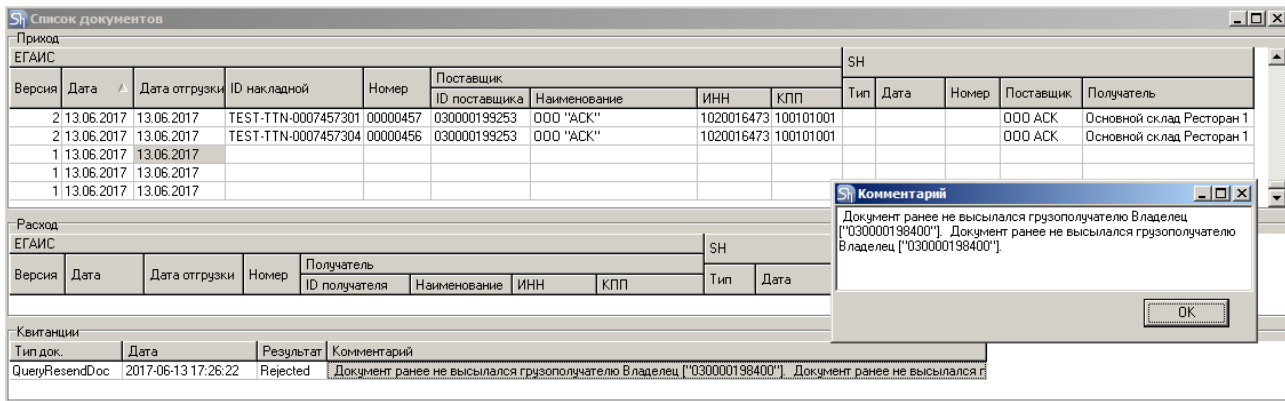 Sh Список документов
Приход
ЕГАИС SH
Версия Дата Дата отгрузки ID накладной Номер Поставщик Тип Дата Номер Поставщик Получатель
ID поставщика Наименование ИНН КПП
2 13.06.2017 13.06.2017 TEST-TTN-0007457301 00000457 030000199253 ООО "АСК" 1020016473 100101001 ООО АСК Основной склад Ресторан 1
2 13.06.2017 13.06.2017 TEST-TTN-0007457304 00000456 030000199253 ООО "АСК" 1020016473 100101001 ООО АСК Основной склад Ресторан 1
1 13.06.2017 13.06.2017
1 13.06.2017 13.06.2017
1 13.06.2017 13.06.2017
Sh Комментарий
Документ ранее не высылался грузополучателю Владелец
["030000198400"]. Документ ранее не высылался грузополучателю
Владелец ["030000198400"].
OK
Расход
ЕГАИС SH
Версия Дата Дата отгрузки Номер Получатель Тип Дата
ID получателя Наименование ИНН КПП
Квитанции
Тип док. Дата Результат Комментарий
QueryResendDoc 2017-06-13 17:26:22 Rejected Документ ранее не высылался грузополучателю Владелец ["030000198400"]. Документ ранее не высылался г